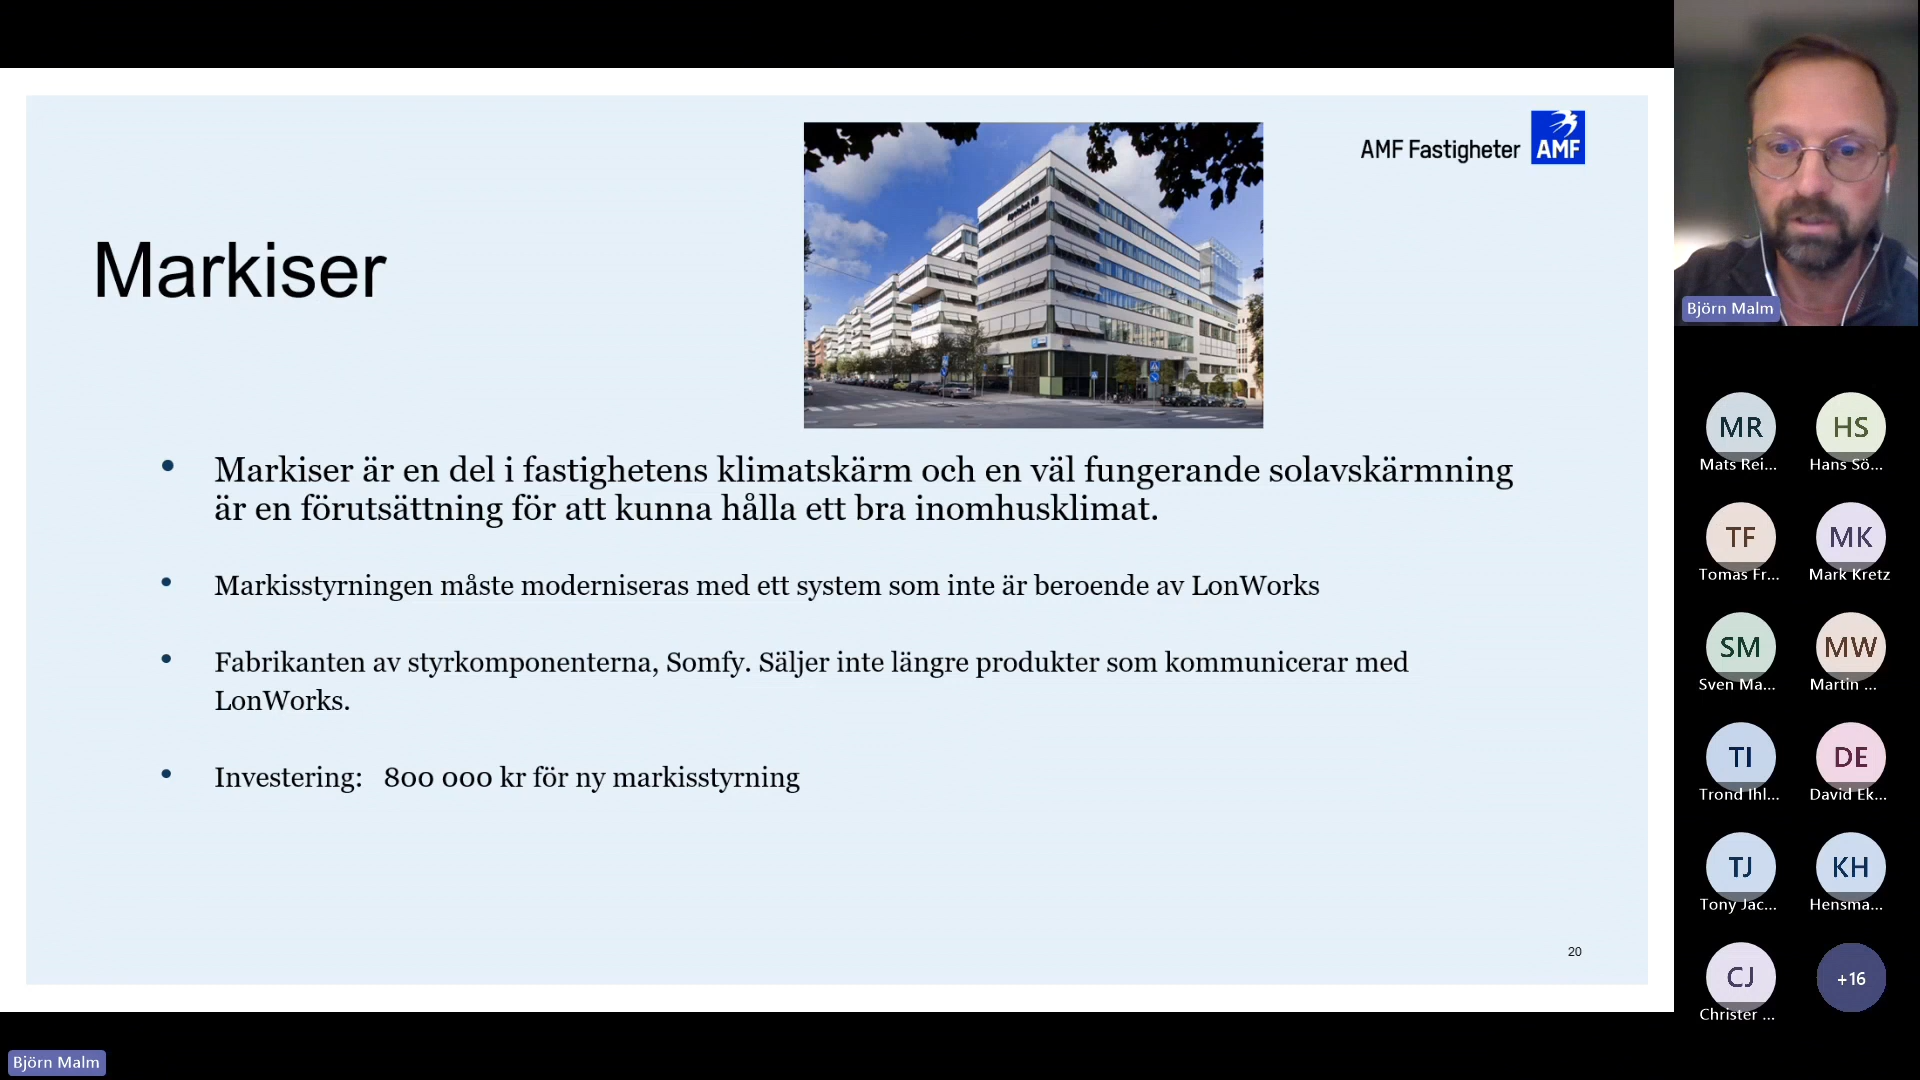 AMF Fastigheter
AMF
Markiser
Markiser är en del i fastighetens klimatskärm och en väl fungerande solavskärmning
är en förutsättning för att kunna hålla ett bra inomhusklimat.
Markisstyrningen måste moderniseras med ett system som inte är beroende av LonWorks
Fabrikanten av styrkomponenterna, Somfy. Säljer inte längre produkter som kommunicerar med
LonWorks.
Investering: 800 000 kr för ny markisstyrning
20
Björn Malm
MR
Mats Rei...
HS
Hans Sö...
TF
Tomas Fr...
MK
Mark Kretz
SM
Sven Ma...
MW
Martin ...
TI
Trond Ihl...
DE
David Ek...
TJ
Tony Jac...
KH
Hensma...
CJ
Christer ...
+16
Björn Malm